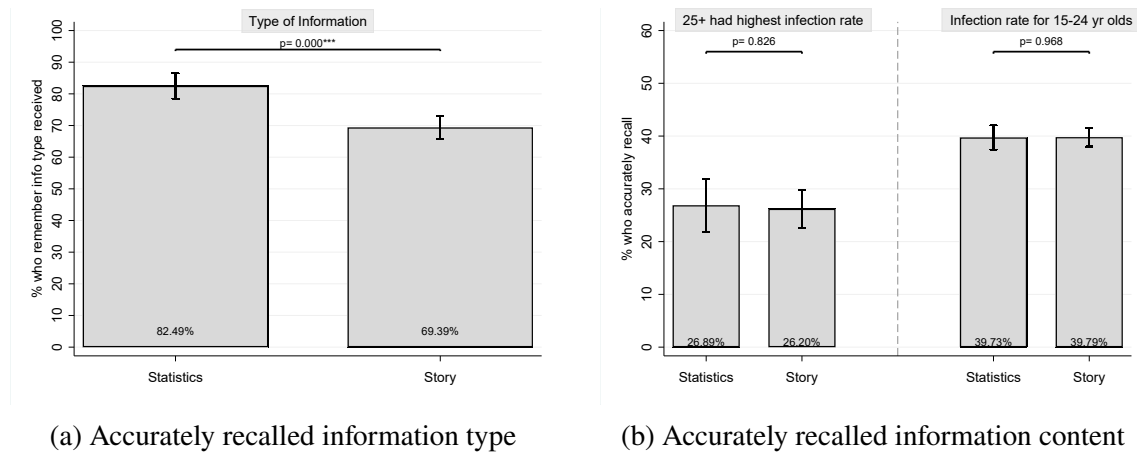 Type of Information
p= 0.000***
% who remember info type received
100
90
80
70
60
50
40
30
20
10
0
82.49%
69.39%
Statistics
Story
(a) Accurately recalled information type
25+ had highest infection rate
Infection rate for 15-24 yr olds
p= 0.826
p= 0.968
% who accurately recall
60
50
40
30
20
10
0
26.89%
26.20%
39.73%
39.79%
Statistics
Story
Statistics
Story
(b) Accurately recalled information content